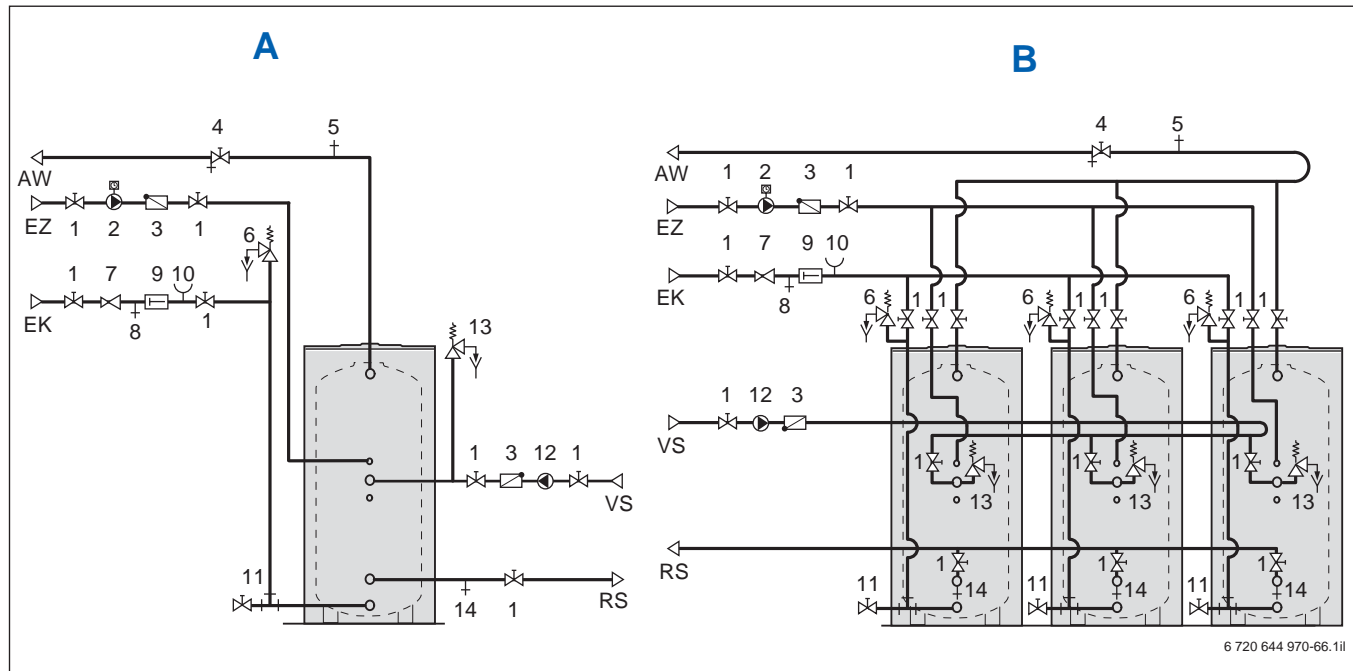 A
B
4 5
AW
EZ 1 2 3 1
6
1 7 9 10
EK 8 1
13
1 3 12 1
VS
11
14 1 RS
4 5
AW 1 2 3 1
EZ
1 7 9 10
EK 8
6 1 1 6 1 1 6 1 1
1 12 3
VS
1 1 1
13 13 13
RS
1 1 1
11 14 11 14 11 14
6 720 644 970-66.1il